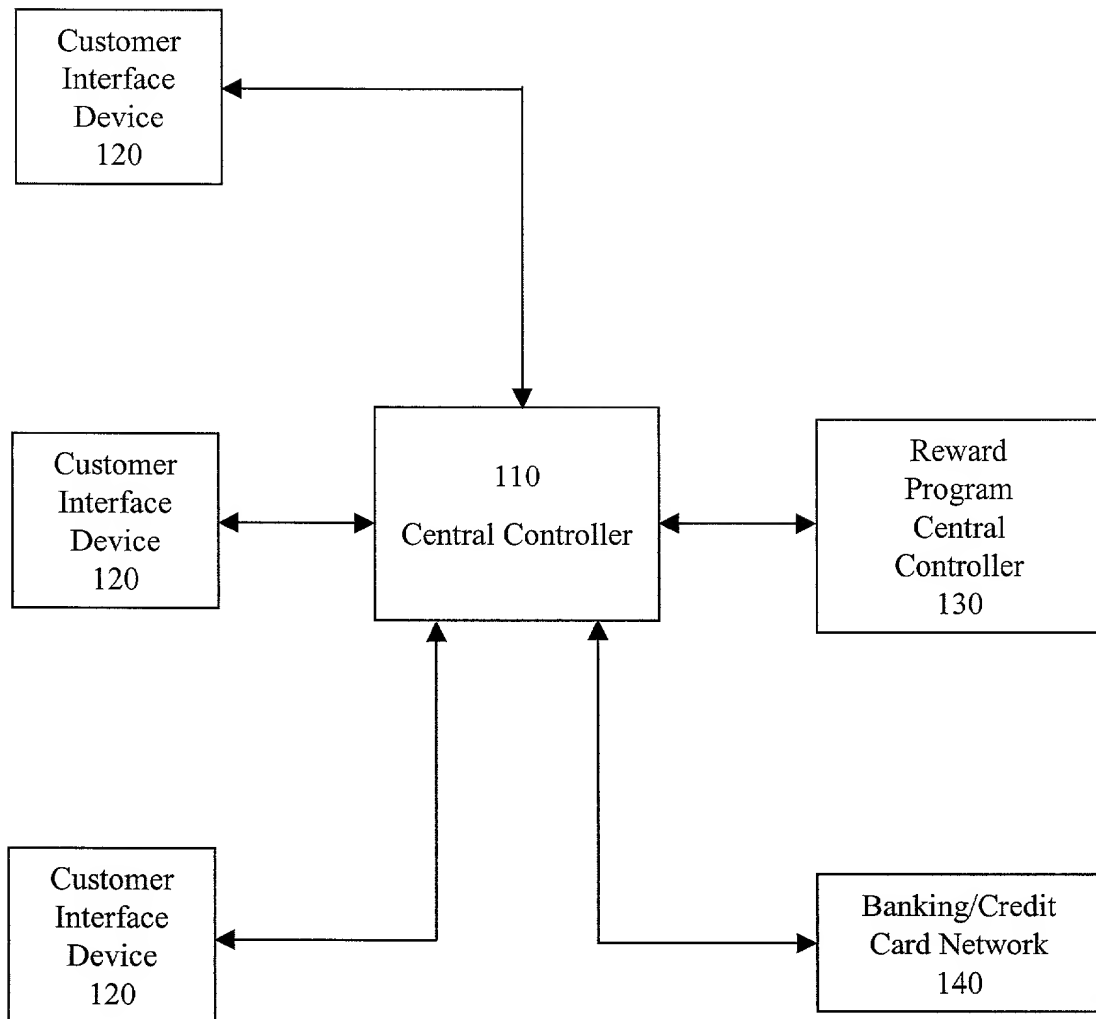 Customer
Interface
Device
120
Customer
Interface
Device
120
110
Central Controller
Reward
Program
Central
Controller
130
Customer
Interface
Device
120
Banking/Credit
Card Network
140